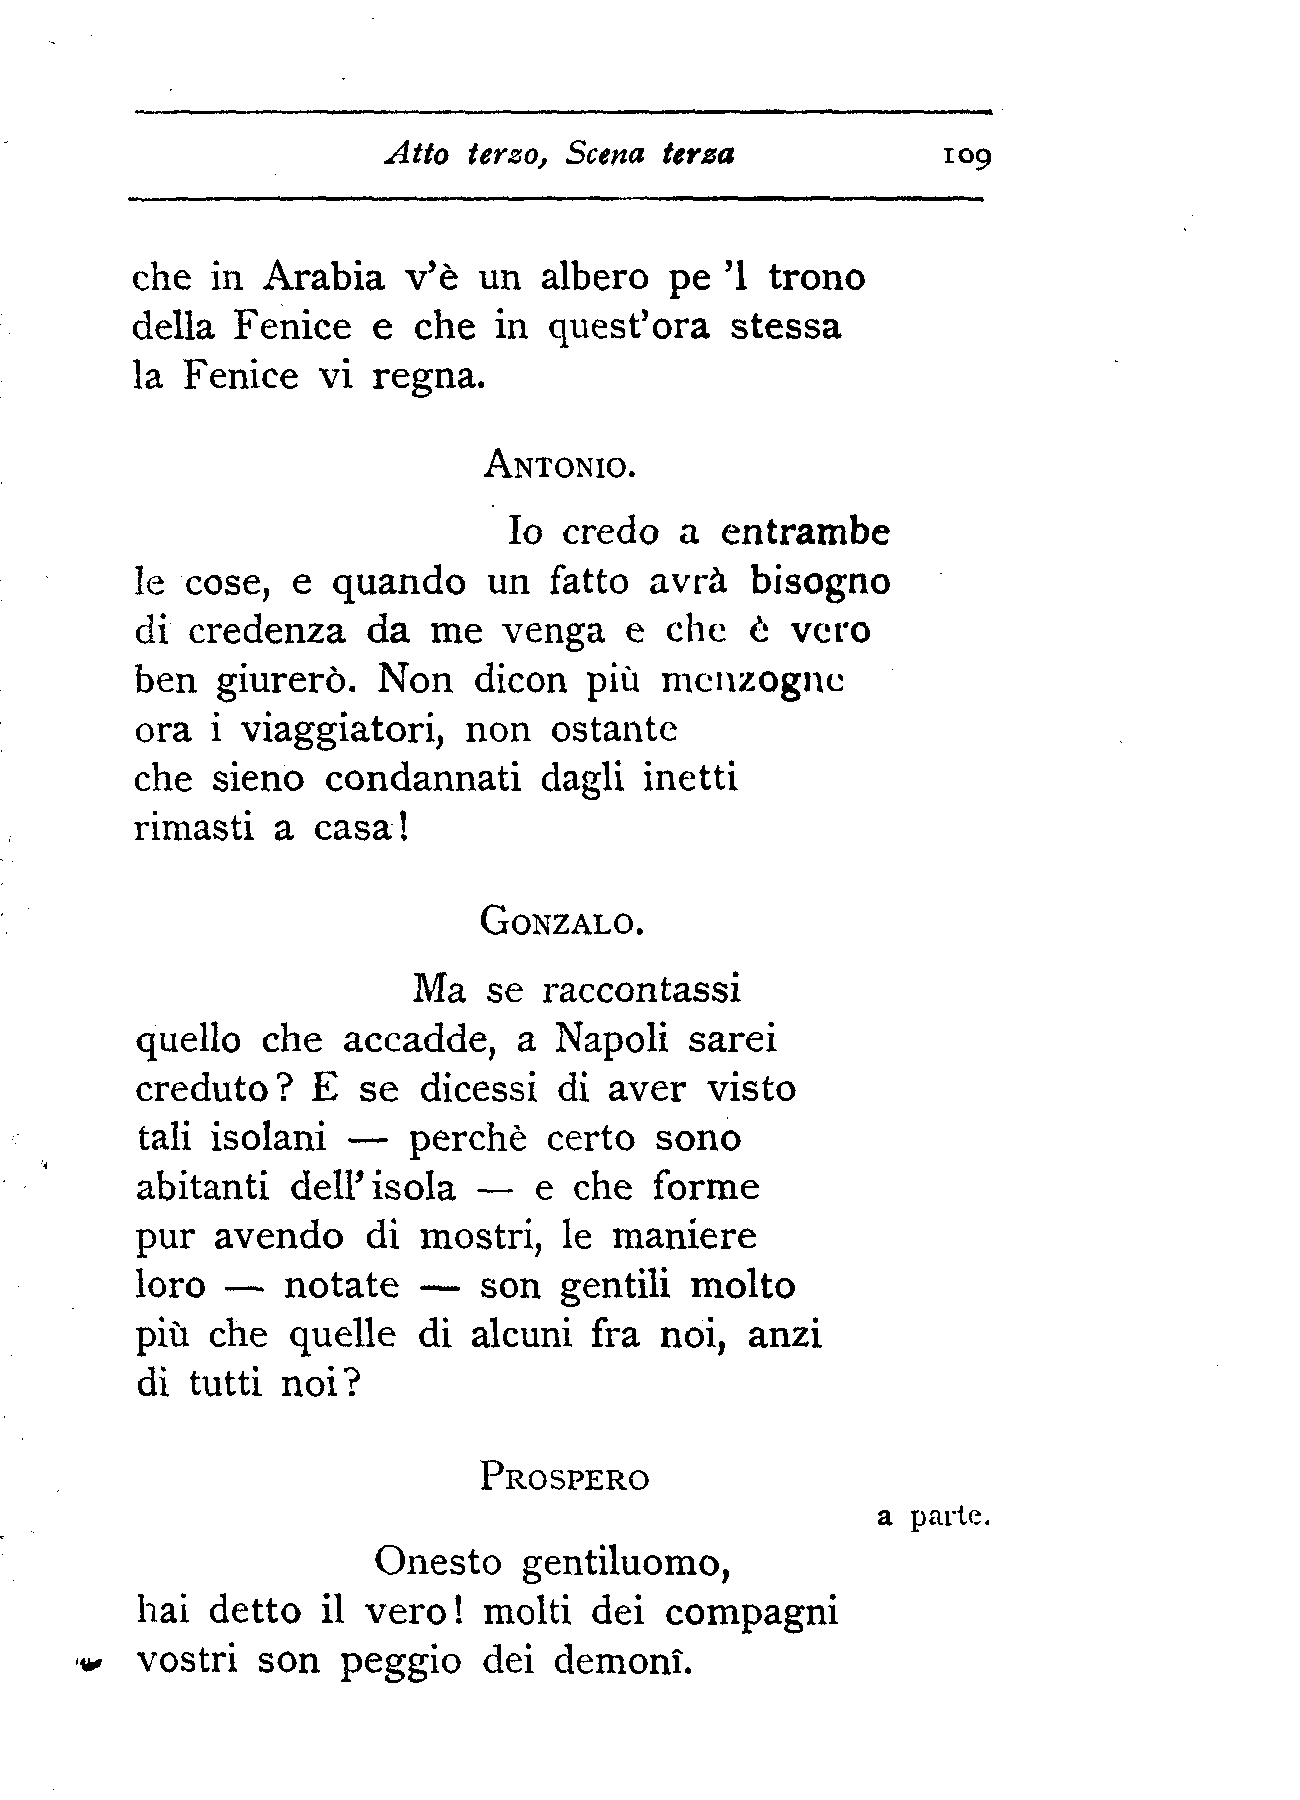 Atto terzo, Scena terza 109
che in Arabia v'è un albero pe 'l trono
della Fenice e che in quest'ora stessa
la Fenice vi regna.
ANTONIO.
Io credo a entrambe
le cose, e quando un fatto avrà bisogno
di credenza da me venga e che è vero
ben giurerò. Non dicon più menzogne
ora i viaggiatori, non ostante
che sieno condannati dagli inetti
rimasti a casa!
GONZALO.
Ma se raccontassi
quello che accadde, a Napoli sarei
creduto? E se dicessi di aver visto
tali isolani — perchè certo sono
abitanti dell'isola — e che forme
pur avendo di mostri, le maniere
loro — notate — son gentili molto
più che quelle di alcuni fra noi, anzi
di tutti noi?
PROSPERO
a parte.
Onesto gentiluomo,
hai detto il vero! molti dei compagni
vostri son peggio dei demonî.